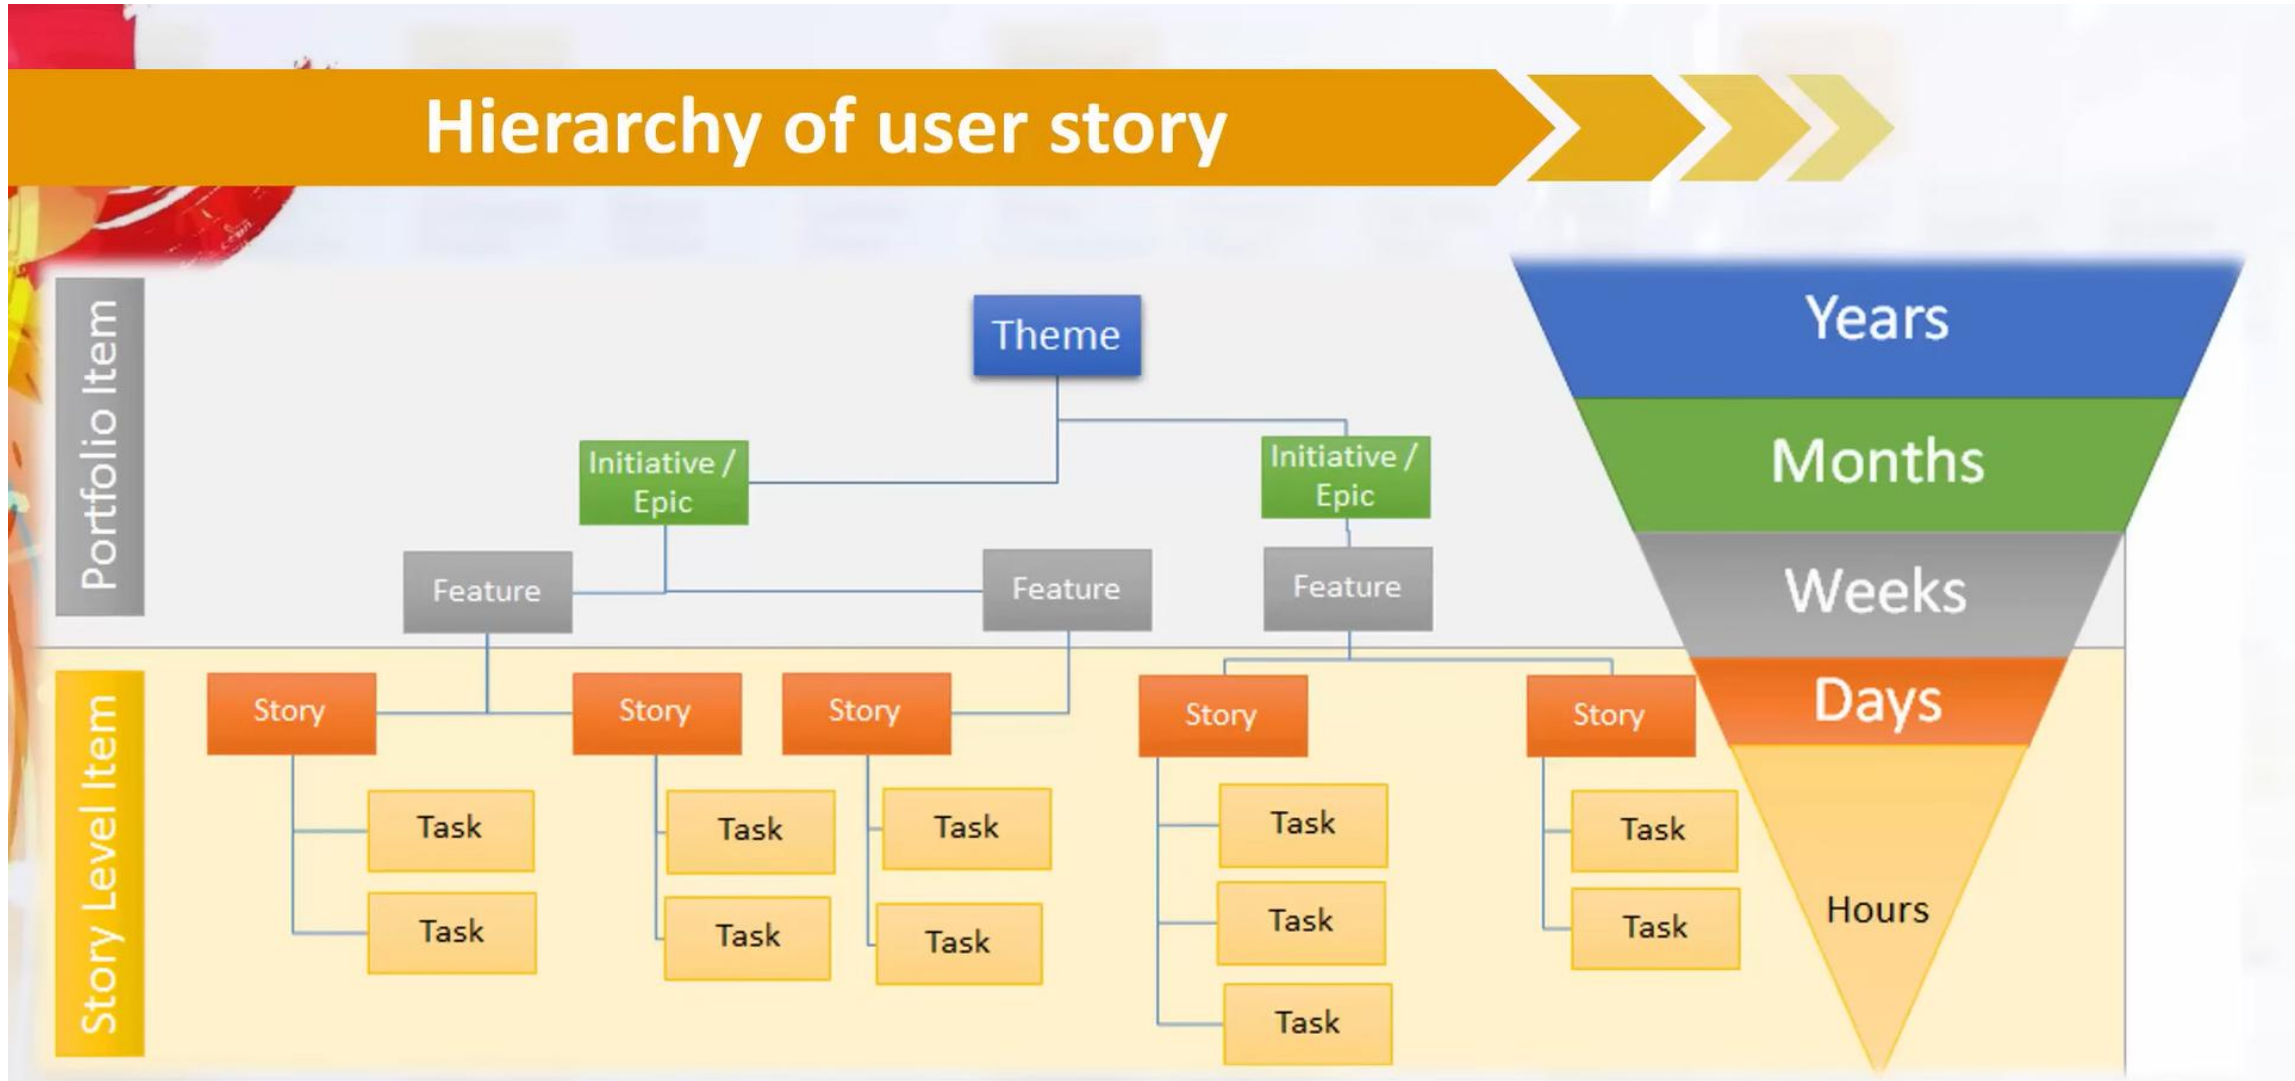 Hierarchy of user story
Portfolio Item
Theme
Initiative /
Epic
Initiative /
Epic
Feature
Feature
Feature
Story Level Item
Story
Story
Story
Story
Story
Task
Task
Task
Task
Task
Task
Task
Task
Task
Task
Task
Years
Months
Weeks
Days
Hours